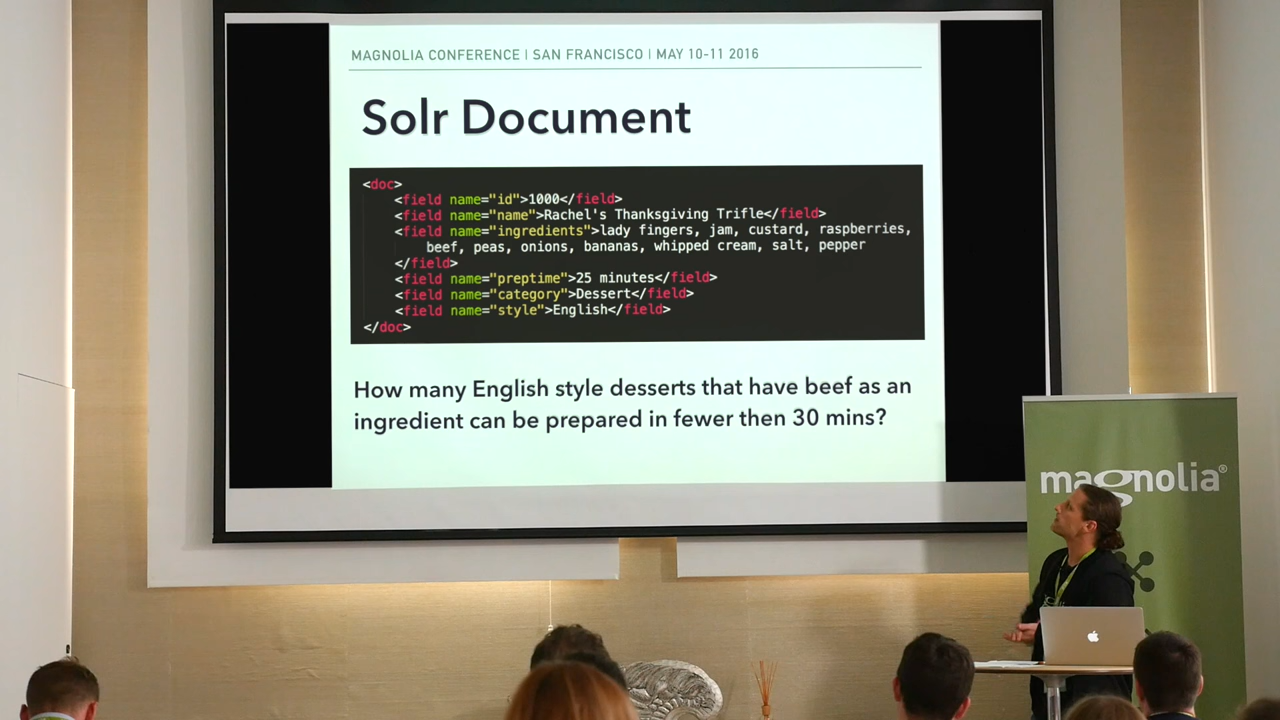 MAGNOLIA CONFERENCE | SAN FRANCISCO | MAY 10-11 2016
Solr Document
<doc>
<field name="id">1000</field>
<field name="name">Rachel's Thanksgiving Trifle</field>
<field name="ingredients">lady fingers, jam, custard, raspberries,
beef, peas, onions, bananas, whipped cream, salt, pepper
</field>
<field name="preptime">25 minutes</field>
<field name="category">Dessert</field>
<field name="style">English</field>
</doc>
How many English style desserts that have beef as an
ingredient can be prepared in fewer then 30 mins?
magnolia®